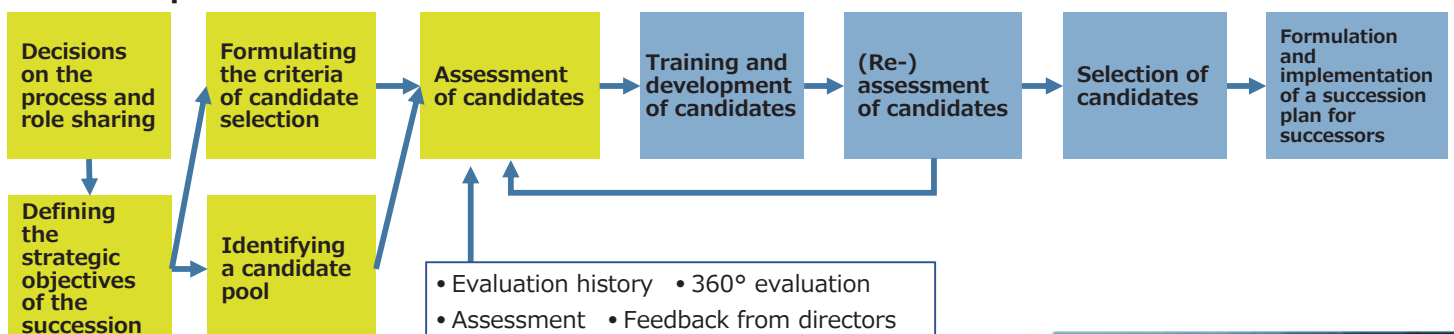 Decisions
on the
process and
role sharing
Formulating
the criteria
of candidate
selection
Assessment
of candidates
Training and
development
of candidates
(Re-)
assessment
of candidates
Selection of
candidates
Formulation
and
implementation
of a succession
plan for
successors
Defining
the
strategic
objectives
of the
succession
Identifying
a candidate
pool
• Evaluation history • 360° evaluation
• Assessment • Feedback from directors